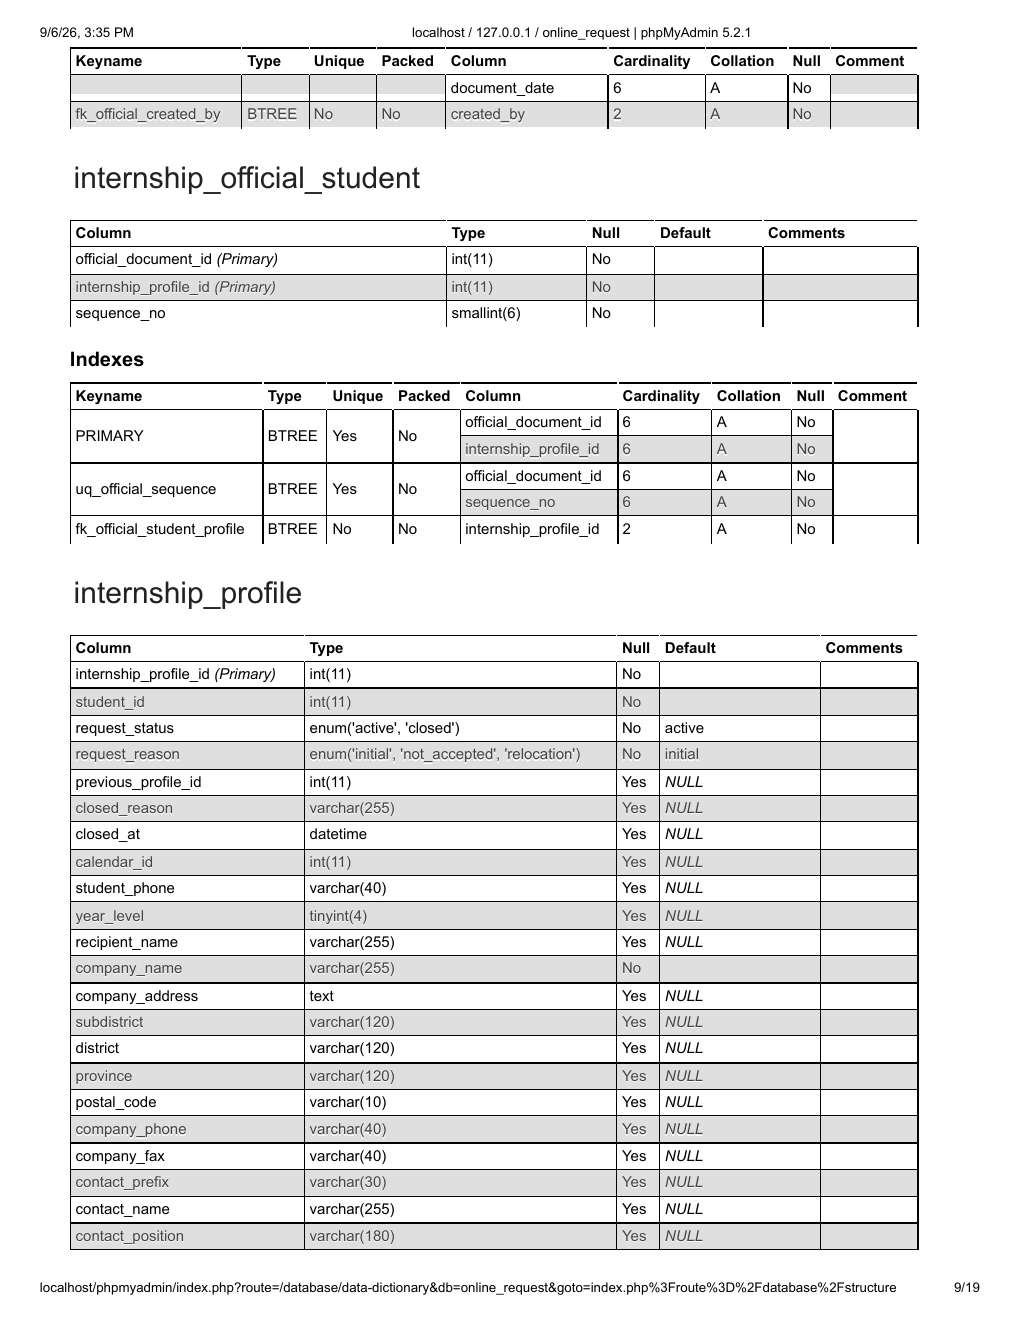 9/6/26, 3:35 PM localhost / 127.0.0.1 / online_request | phpMyAdmin 5.2.1
Keyname Type Unique Packed Column Cardinality Collation Null Comment
document_date 6 A No
fk_official_created_by BTREE No No created_by 2 A No
internship_official_student
Column Type Null Default Comments
official_document_id (Primary) int(11) No
internship_profile_id (Primary) int(11) No
sequence_no smallint(6) No
Indexes
Keyname Type Unique Packed Column Cardinality Collation Null Comment
PRIMARY BTREE Yes No official_document_id 6 A No
internship_profile_id 6 A No
uq_official_sequence BTREE Yes No official_document_id 6 A No
sequence_no 6 A No
fk_official_student_profile BTREE No No internship_profile_id 2 A No
internship_profile
Column Type Null Default Comments
internship_profile_id (Primary) int(11) No
student_id int(11) No
request_status enum('active', 'closed') No active
request_reason enum('initial', 'not_accepted', 'relocation') No initial
previous_profile_id int(11) Yes NULL
closed_reason varchar(255) Yes NULL
closed_at datetime Yes NULL
calendar_id int(11) Yes NULL
student_phone varchar(40) Yes NULL
year_level tinyint(4) Yes NULL
recipient_name varchar(255) Yes NULL
company_name varchar(255) No
company_address text Yes NULL
subdistrict varchar(120) Yes NULL
district varchar(120) Yes NULL
province varchar(120) Yes NULL
postal_code varchar(10) Yes NULL
company_phone varchar(40) Yes NULL
company_fax varchar(40) Yes NULL
contact_prefix varchar(30) Yes NULL
contact_name varchar(255) Yes NULL
contact_position varchar(180) Yes NULL
localhost/phpmyadmin/index.php?route=/database/data-dictionary&db=online_request&goto=index.php%3Froute%3D%2Fdatabase%2Fstructure 9/19